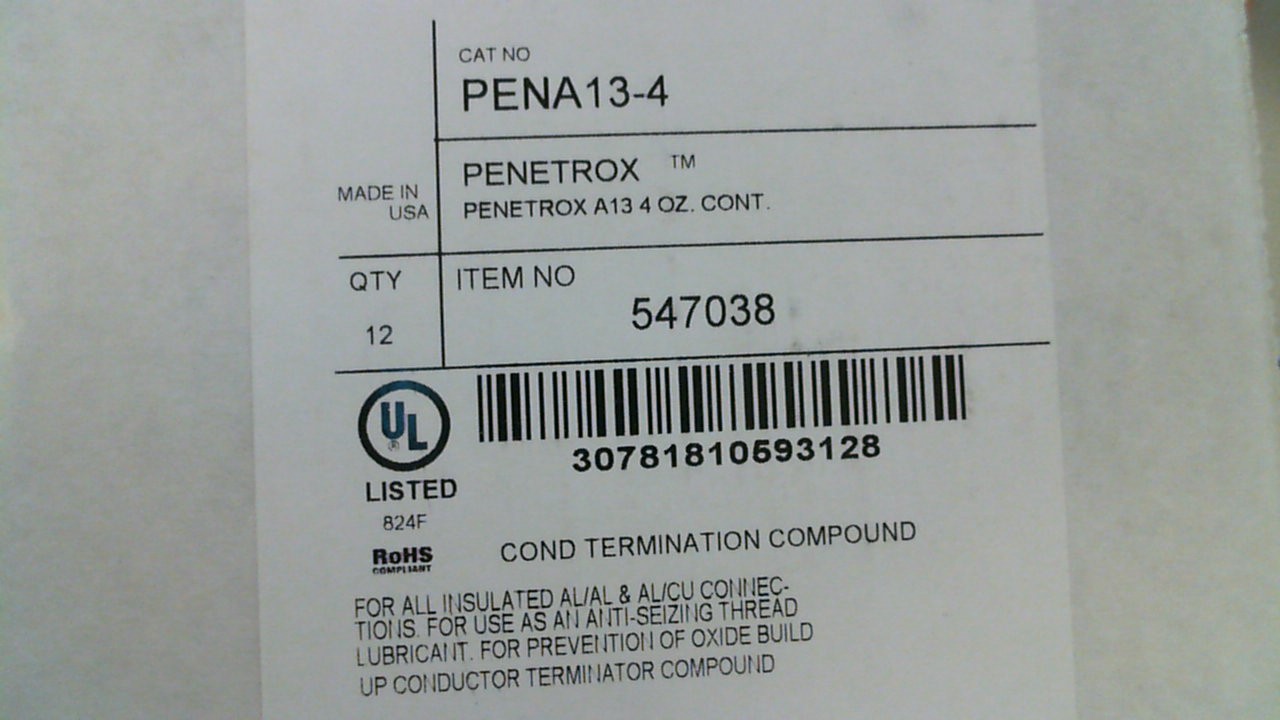 CAT NO
PENA13-4
MADE IN
USA
PENETROX TM
PENETROX A13 4 OZ. CONT.
QTY
12
ITEM NO
547038
UL
®
LISTED
824F
RoHS
COMPLIANT
30781810593128
COND TERMINATION COMPOUND
FOR ALL INSULATED AL/AL & AL/CU CONNEC-
TIONS. FOR USE AS AN ANTI-SEIZING THREAD
LUBRICANT. FOR PREVENTION OF OXIDE BUILD
UP CONDUCTOR TERMINATOR COMPOUND